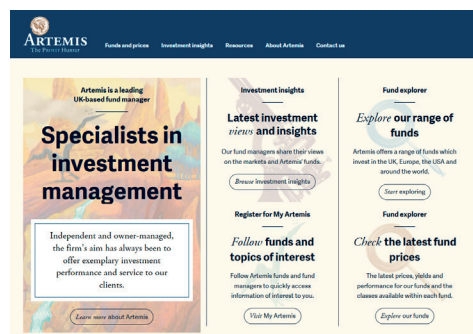 ARTEMIS
The PROFIT Hunter
Funds and prices
Investment insights
Resources
About Artemis
Contact us
Artemis is a leading
UK-based fund manager
Specialists in
investment
management
Independent and owner-managed,
the firm's aim has always been to
offer exemplary investment
performance and service to our
clients.
Learn more about Artemis
Investment insights
Latest investment
views and insights
Our fund managers share their views
on the markets and Artemis' funds.
Browse investment insights
Fund explorer
Explore our range of
funds
Artemis offers a range of funds which
invest in the UK, Europe, the USA and
around the world.
Start exploring
Register for My Artemis
Follow funds and
topics of interest
Follow Artemis funds and fund
managers to quickly access
information of interest to you.
Visit My Artemis
Fund explorer
Check the latest fund
prices
The latest prices, yields and
performance for our funds and the
classes available within each fund.
Explore our funds